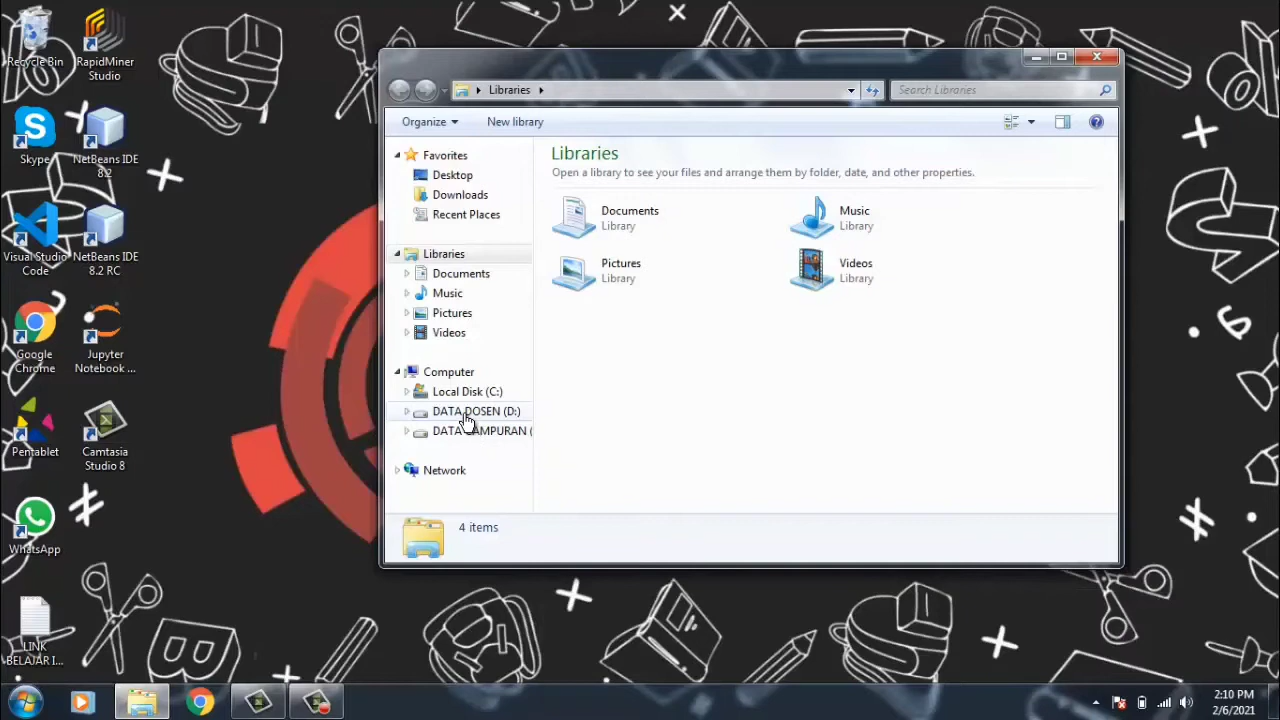 Recycle Bin
RapidMiner
Studio
Skype
NetBeans IDE
8.2
Visual Studio
Code
NetBeans IDE
8.2 RC
Google
Chrome
Jupyter
Notebook ...
Pentablet
Camtasia
Studio 8
WhatsApp
LINK
BELAJAR I...
Libraries
Search Libraries
Organize
New library
Favorites
Desktop
Downloads
Recent Places
Libraries
Documents
Music
Pictures
Videos
Computer
Local Disk (C:)
DATA DOSEN (D:)
DATA CAMPURAN (
Network
Libraries
Open a library to see your files and arrange them by folder, date, and other properties.
Documents
Library
Music
Library
Pictures
Library
Videos
Library
4 items
2:10 PM
2/6/2021